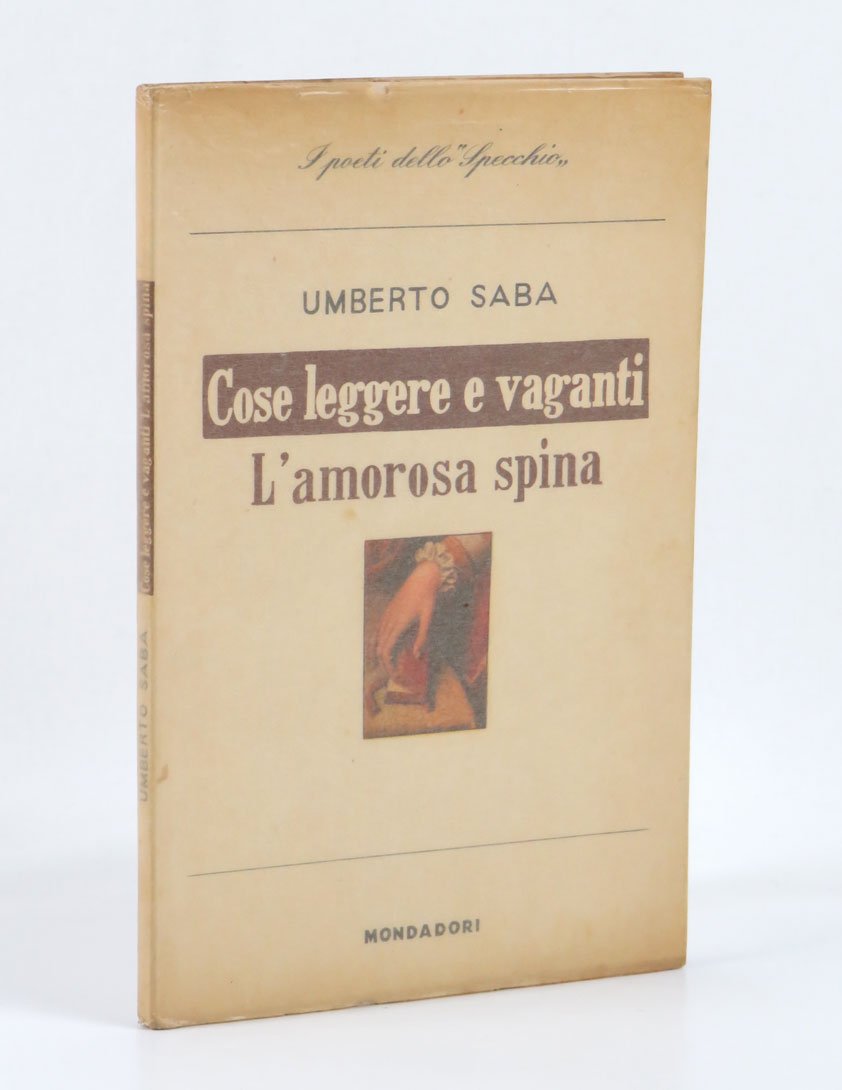 I poeti dello "Specchio„
UMBERTO SABA
Cose leggere e vaganti
L'amorosa spina
MONDADORI
Cose leggere e vaganti L'amorosa spina
UMBERTO SABA